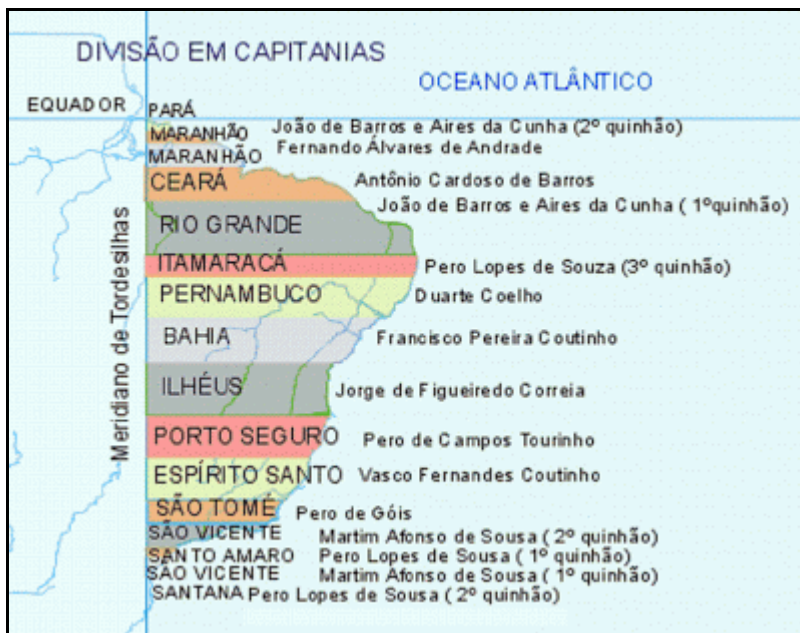 DIVISÃO EM CAPITANIAS
OCEANO ATLÂNTICO
EQUADOR
PARÁ
MARANHÃO João de Barros e Aires da Cunha (2º quinhão)
MARANHÃO Fernando Álvares de Andrade
CEARÁ Antônio Cardoso de Barros
João de Barros e Aires da Cunha ( 1ºquinhão)
RIO GRANDE
ITAMARACÁ Pero Lopes de Souza (3º quinhão)
PERNAMBUCO Duarte Coelho
BAHIA Francisco Pereira Coutinho
ILHÉUS Jorge de Figueiredo Correia
PORTO SEGURO Pero de Campos Tourinho
ESPÍRITO SANTO Vasco Fernandes Coutinho
SÃO TOMÉ Pero de Góis
SÃO VICENTE Martim Afonso de Sousa ( 2º quinhão)
SANTO AMARO Pero Lopes de Sousa ( 1º quinhão)
SÃO VICENTE Martim Afonso de Sousa ( 1º quinhão)
SANTANA Pero Lopes de Sousa ( 2º quinhão)
Meridiano de Tordesilhas